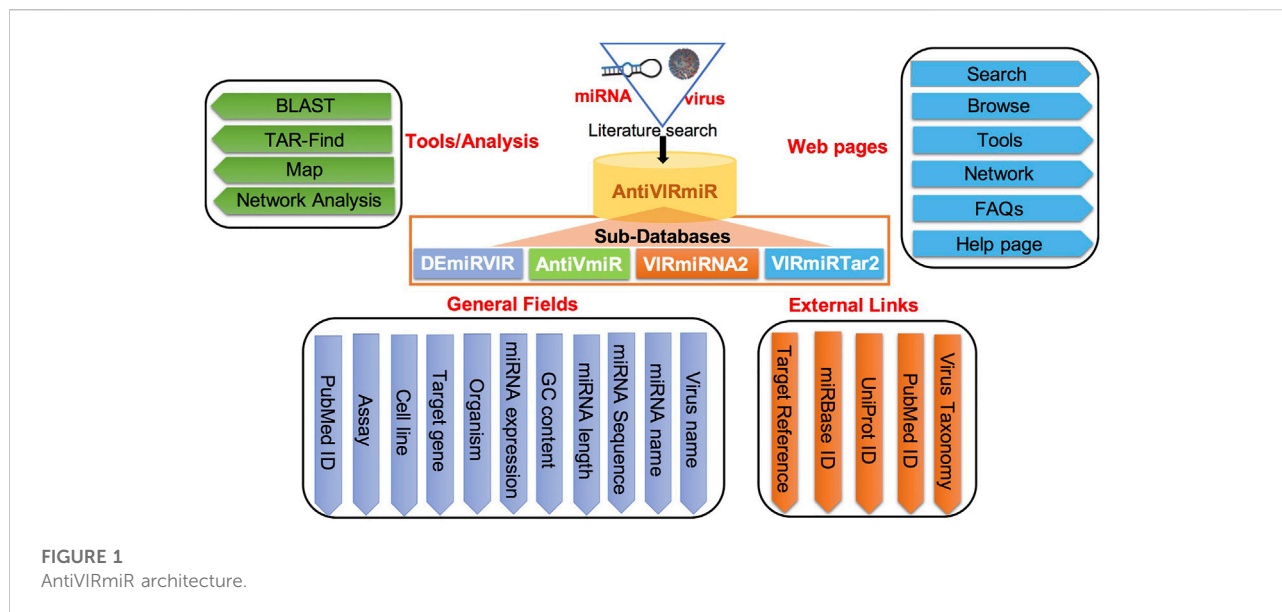 BLAST
TAR-Find
Map
Network Analysis
Tools/Analysis
miRNA
virus
Literature search
AntiVIRmiR
Sub-Databases
DEmiRVIR
AntiVmiR
VIRmiRNA2
VIRmiRTar2
Web pages
Search
Browse
Tools
Network
FAQs
Help page
General Fields
PubMed ID
Assay
Cell line
Target gene
Organism
miRNA expression
GC content
miRNA length
miRNA Sequence
miRNA name
Virus name
External Links
Target Reference
miRBase ID
UniProt ID
PubMed ID
Virus Taxonomy
FIGURE 1
AntiVIRmiR architecture.